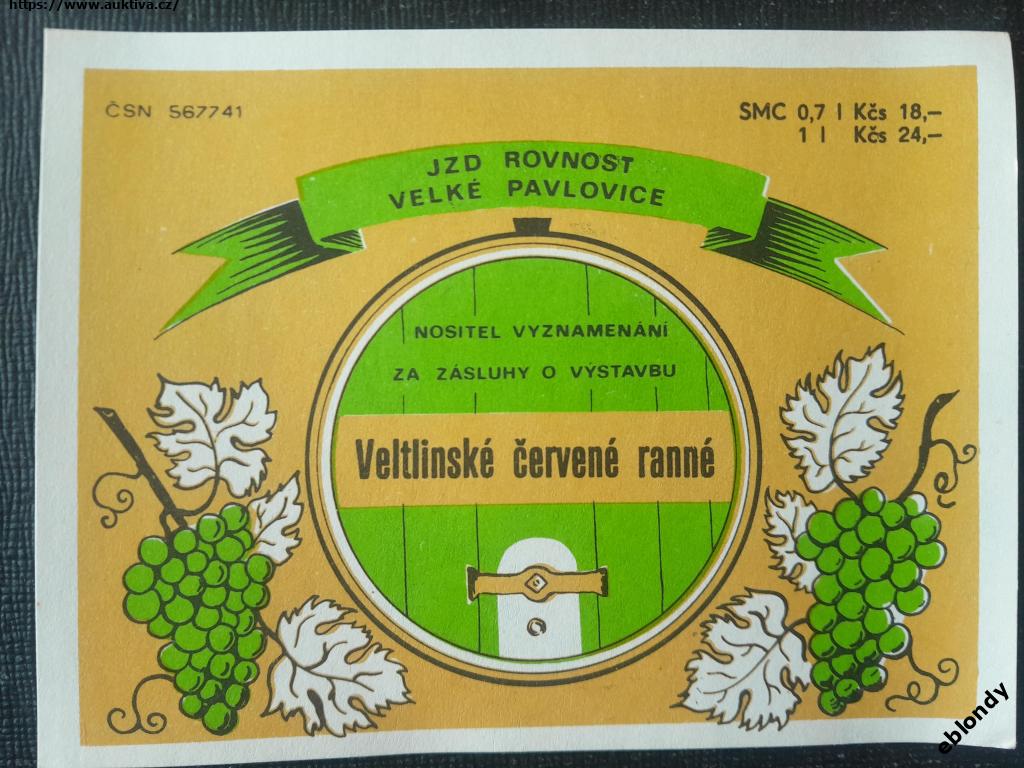 https://www.auktiva.cz/
ČSN 567741
SMC 0,7 l Kčs 18,–
1 l Kčs 24,–
JZD ROVNOST
VELKÉ PAVLOVICE
NOSITEL VYZNAMENÁNÍ
ZA ZÁSLUHY O VÝSTAVBU
Veltlinské červené ranné
eblondy